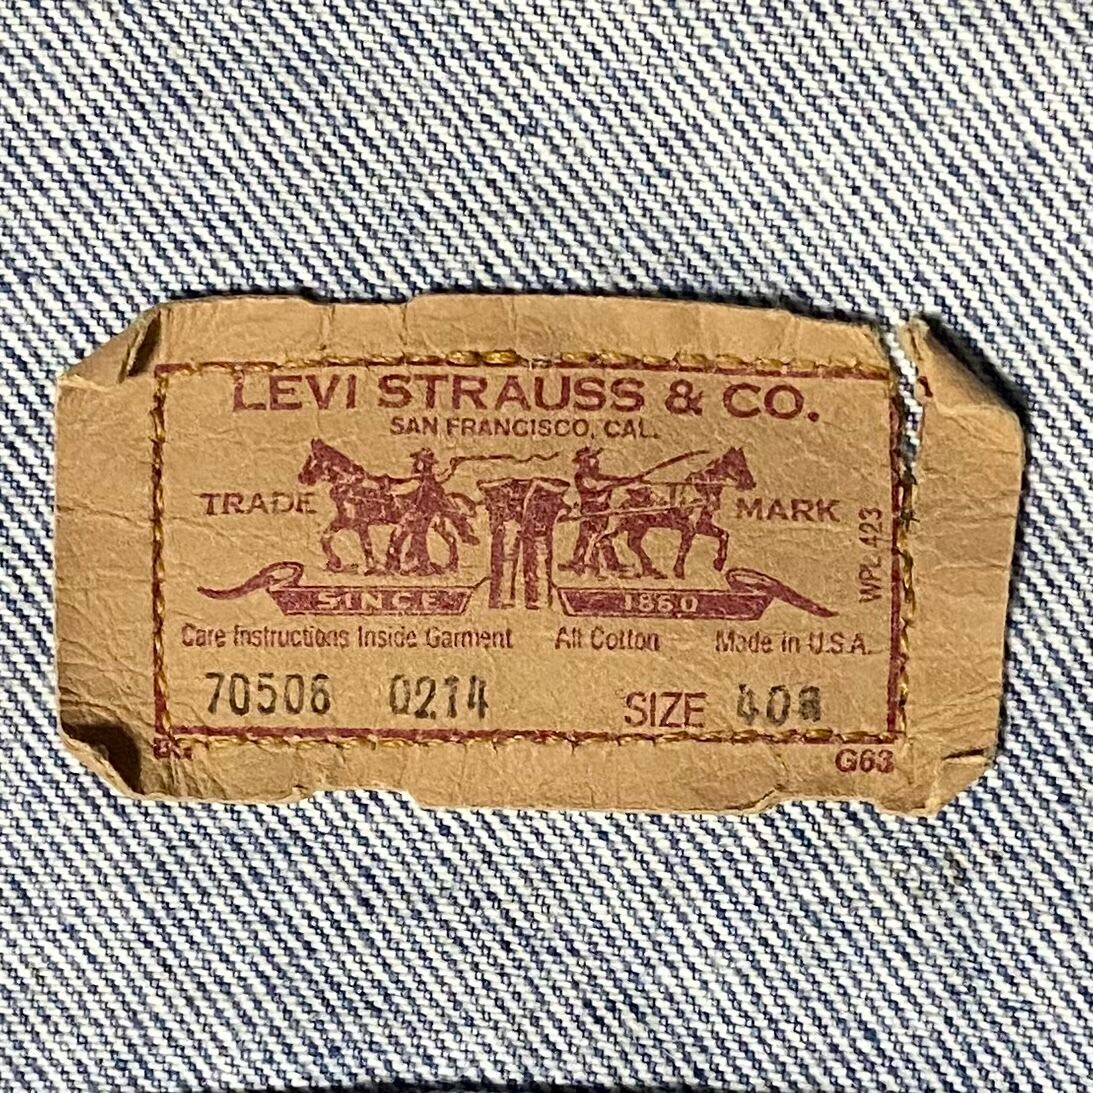 LEVI STRAUSS & CO.
SAN FRANCISCO, CAL.
TRADE MARK
WPL 423
SINCE 1850
Care Instructions Inside Garment All Cotton Made in U.S.A.
70506 0214 SIZE
G63